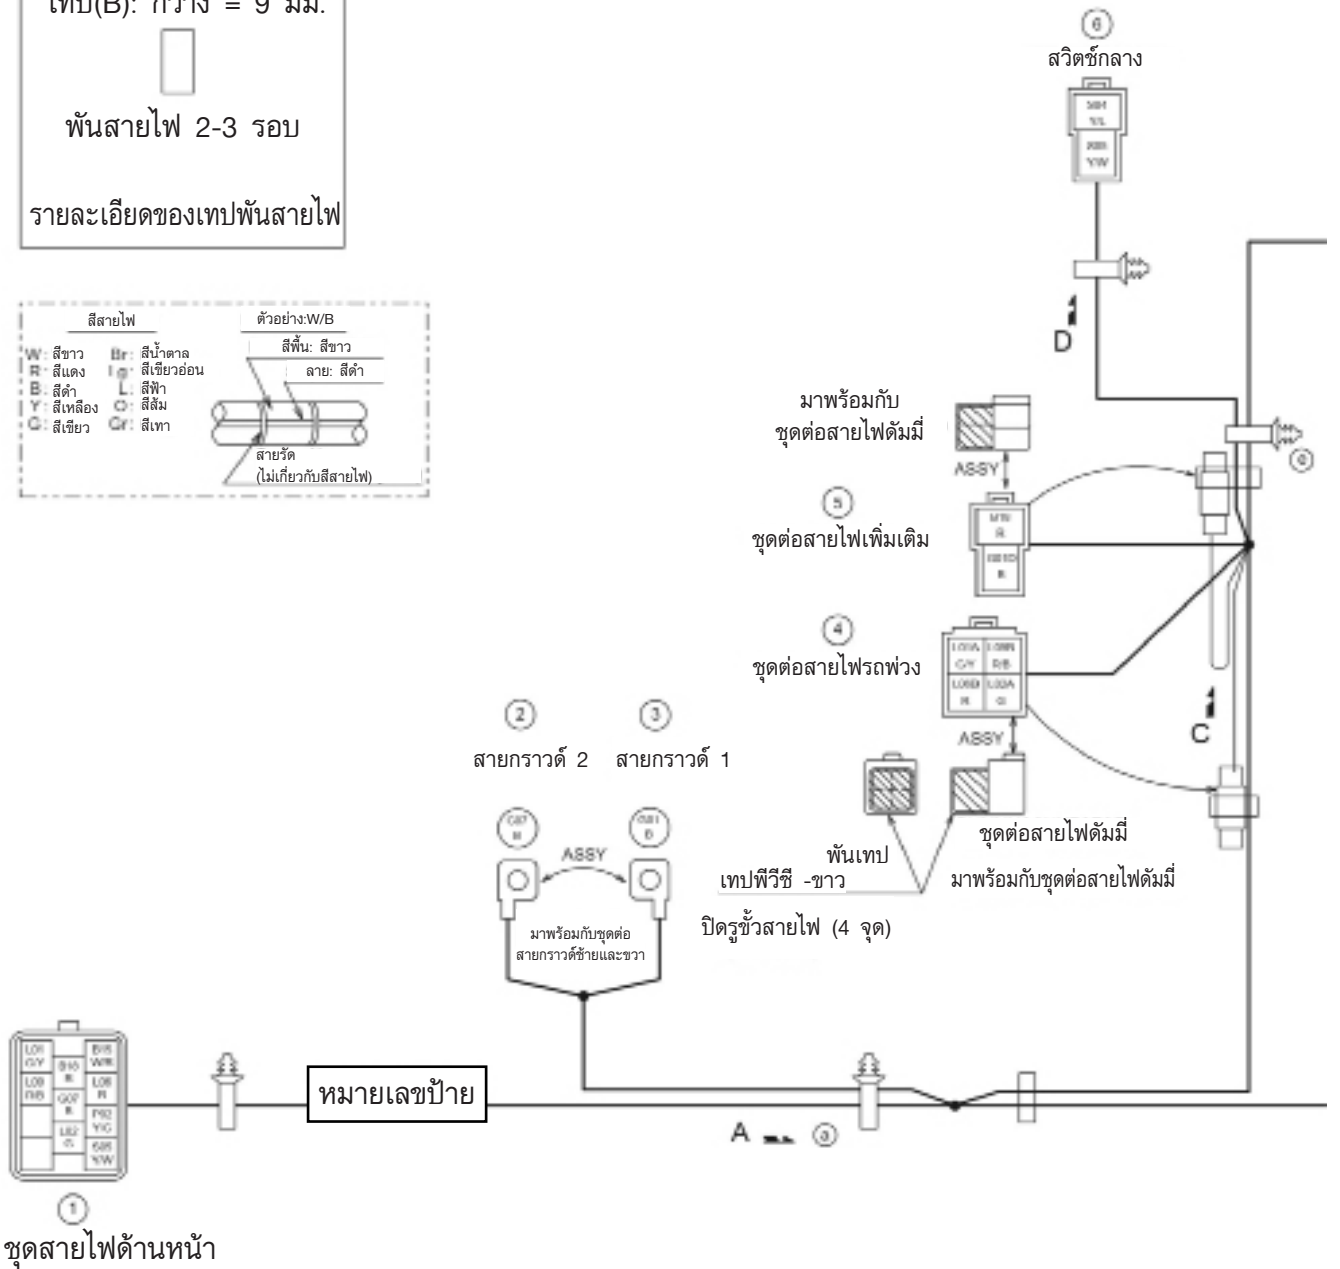 เทป(B): กว้าง = 9 มม.
พันสายไฟ 2-3 รอบ
รายละเอียดของเทปพันสายไฟ
สีสายไฟ
ตัวอย่าง:W/B
W: สีขาว Br: สีน้ำตาล
R: สีแดง lg: สีเขียวอ่อน
B: สีดำ L: สีฟ้า
Y: สีเหลือง O: สีส้ม
G: สีเขียว Gr: สีเทา
สีพื้น: สีขาว
ลาย: สีดำ
สายรัด
(ไม่เกี่ยวกับสีสายไฟ)
6
สวิตช์กลาง
Y/L
Y/W
D
มาพร้อมกับ
ชุดต่อสายไฟดัมมี่
ASSY
e
5
ชุดต่อสายไฟเพิ่มเติม
R
B
4
ชุดต่อสายไฟรถพ่วง
L01A
G/Y R/B
L02A
R G
C
ASSY
ชุดต่อสายไฟดัมมี่
พันเทป
เทปพีวีซี -ขาว
มาพร้อมกับชุดต่อสายไฟดัมมี่
ปิดรูขั้วสายไฟ (4 จุด)
2 3
สายกราวด์ 2 สายกราวด์ 1
G07
B
G01
B
ASSY
มาพร้อมกับชุดต่อ
สายกราวด์ซ้ายและขวา
L01
G/Y
L09
R/B
B16
R
G07
B
L02
G
B15
W/R
L08
R
P02
Y/G
S05
Y/W
หมายเลขป้าย
A a
1
ชุดสายไฟด้านหน้า